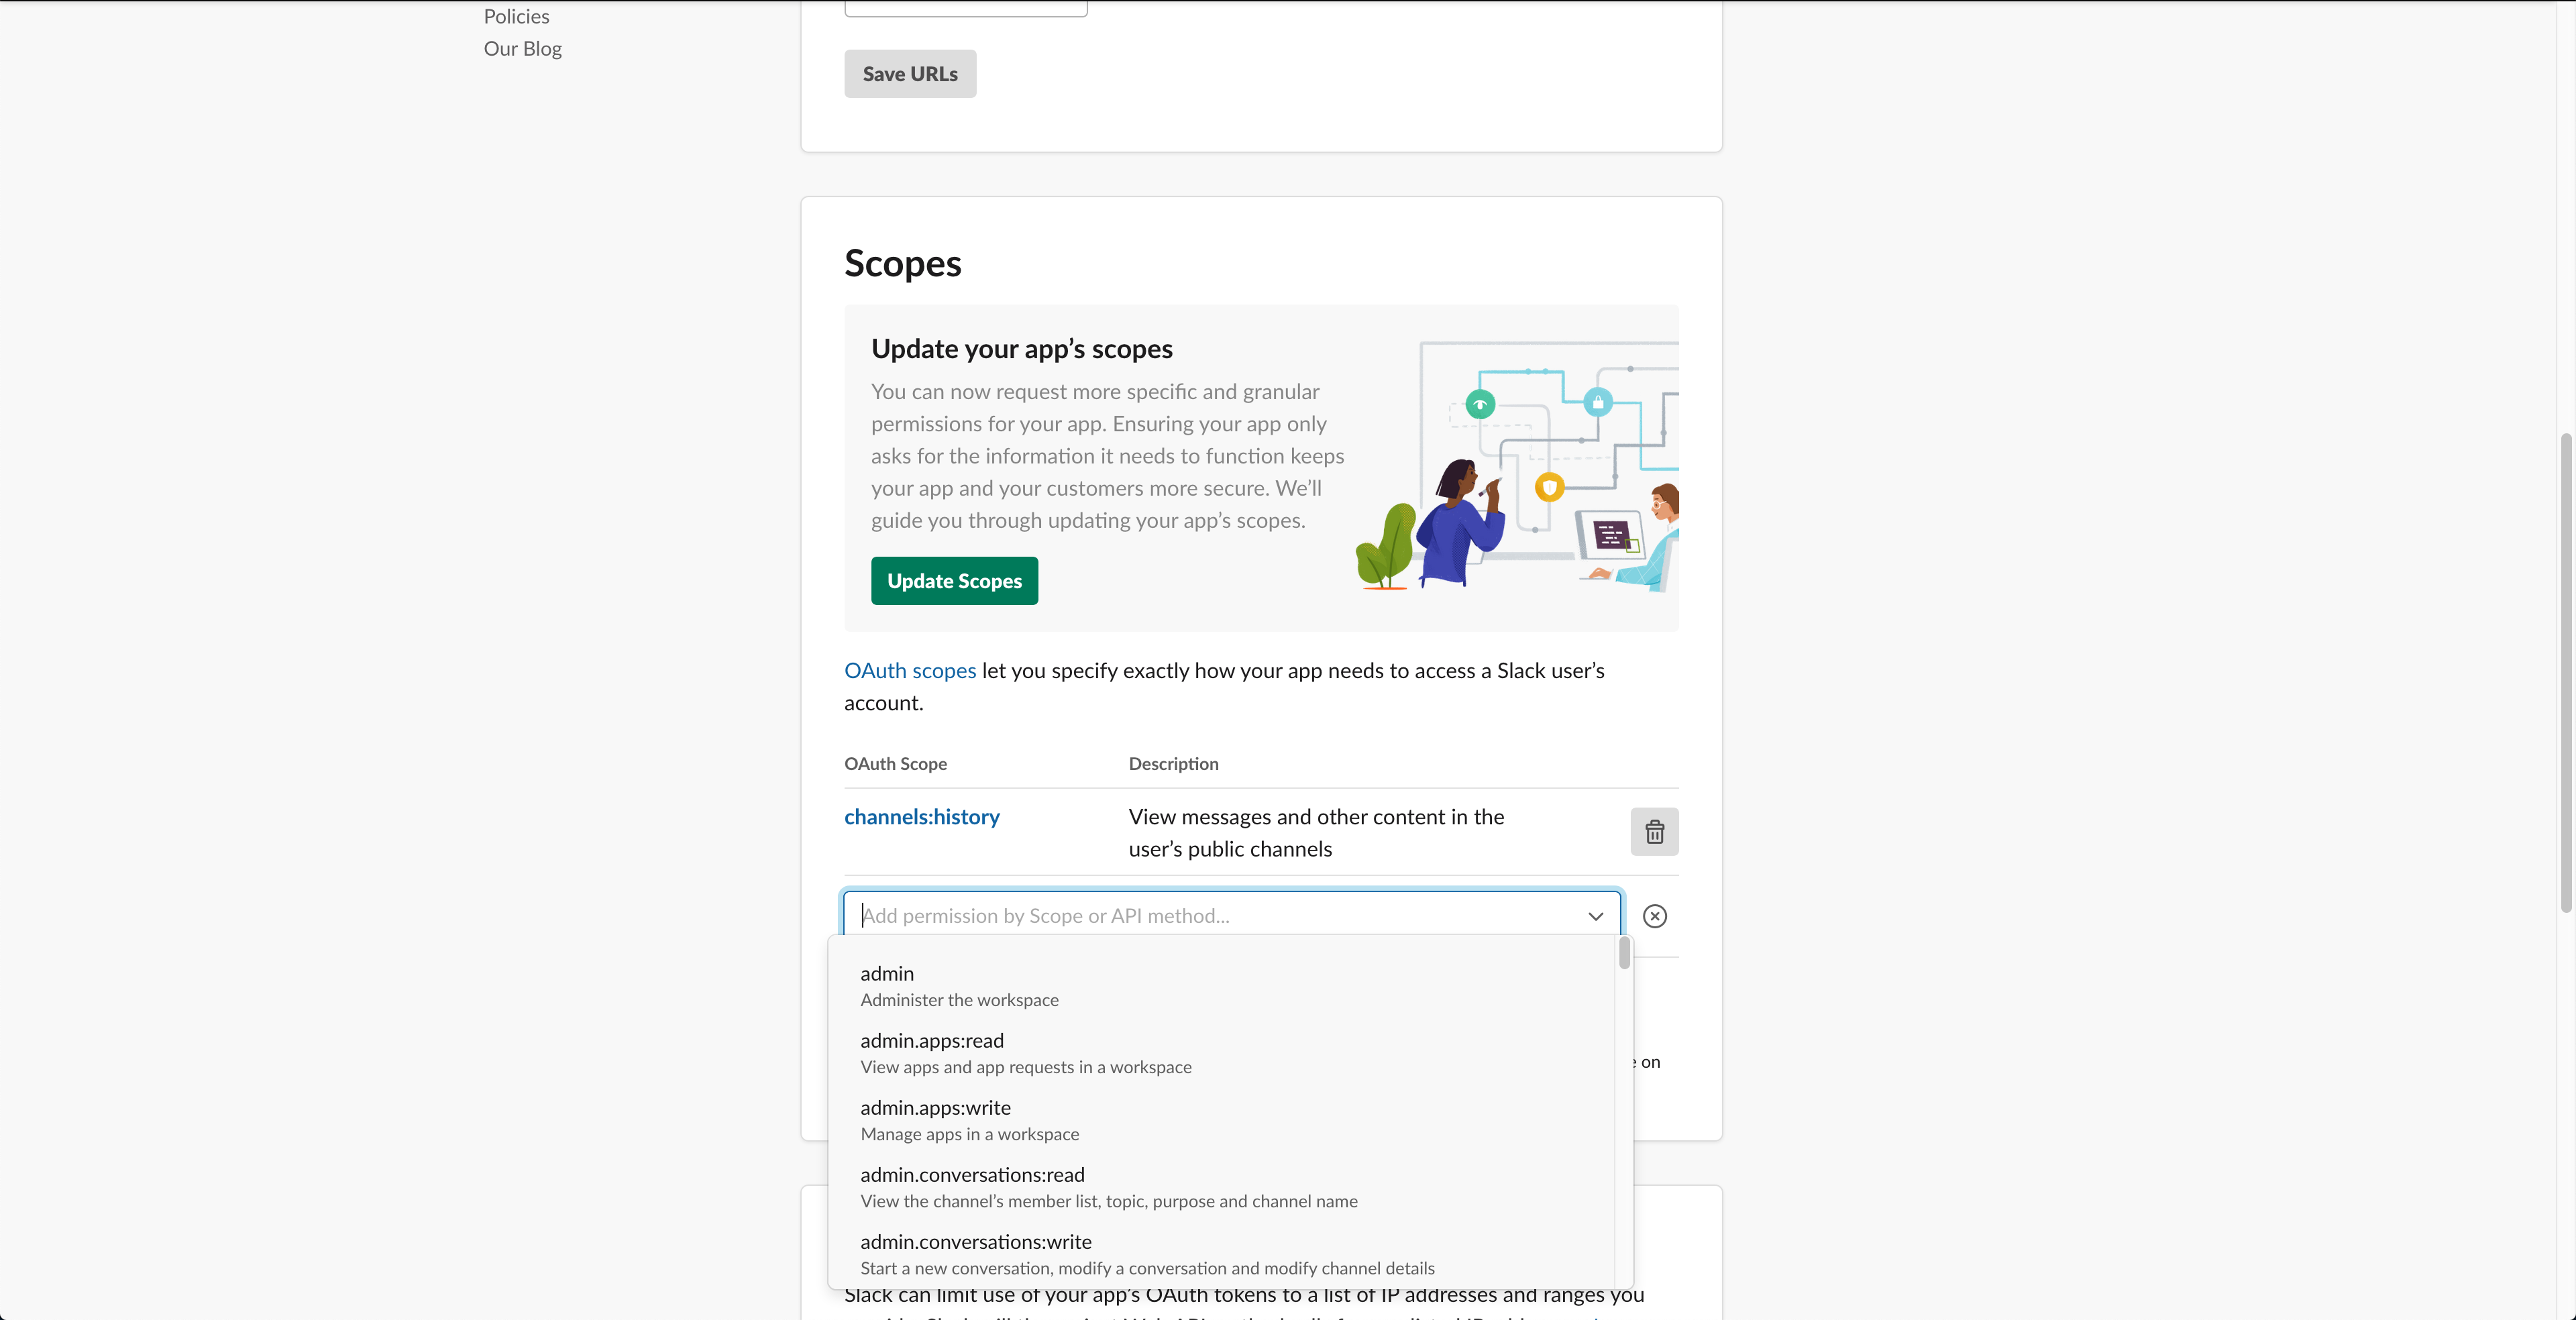 Policies
Our Blog
Save URLs
Scopes
Update your app’s scopes
You can now request more specific and granular
permissions for your app. Ensuring your app only
asks for the information it needs to function keeps
your app and your customers more secure. We’ll
guide you through updating your app’s scopes.
Update Scopes
OAuth scopes let you specify exactly how your app needs to access a Slack user’s
account.
OAuth Scope Description
channels:history View messages and other content in the
user’s public channels
Add permission by Scope or API method...
admin
Administer the workspace
admin.apps:read
View apps and app requests in a workspace
e on
admin.apps:write
Manage apps in a workspace
admin.conversations:read
View the channel’s member list, topic, purpose and channel name
admin.conversations:write
Start a new conversation, modify a conversation and modify channel details
Slack can limit use of your app’s OAuth tokens to a list of IP addresses and ranges you